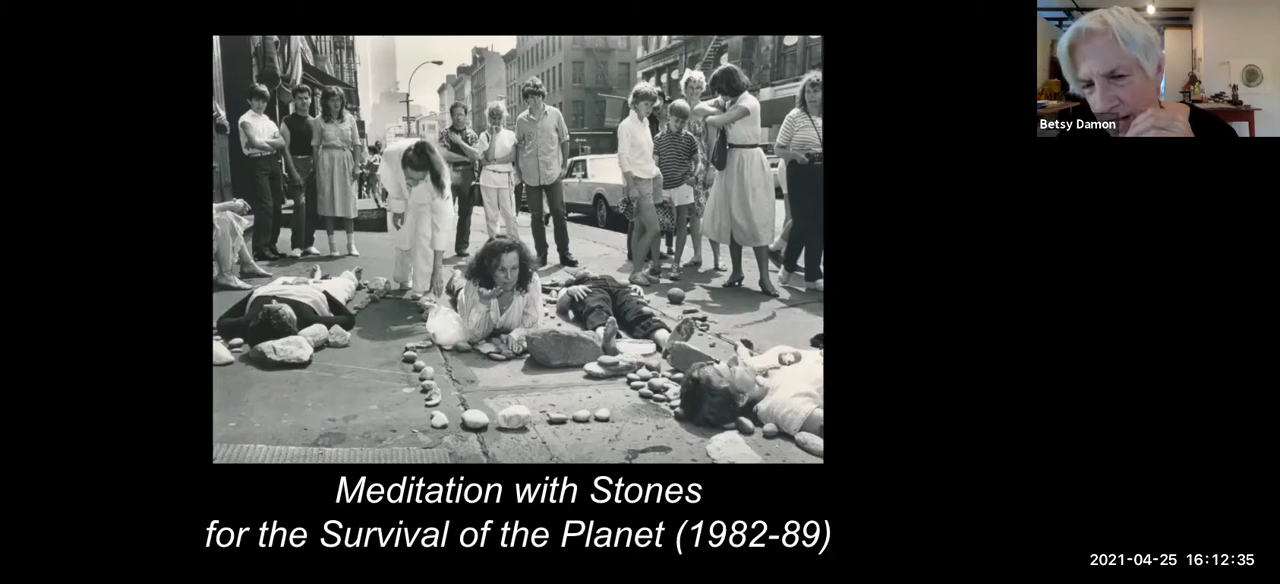 Betsy Damon
Meditation with Stones
for the Survival of the Planet (1982-89)
2021-04-25 16:12:35